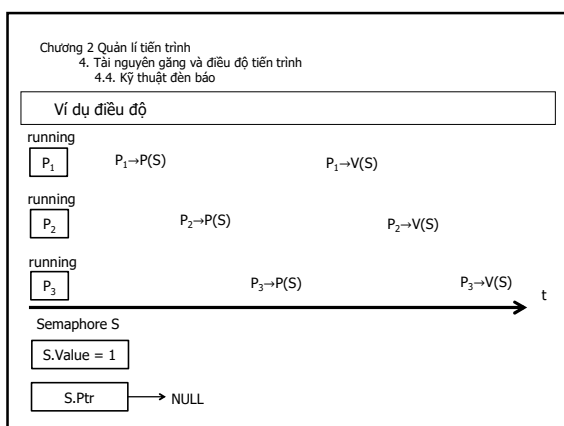 Chương 2 Quản lí tiến trình
4. Tài nguyên găng và điều độ tiến trình
4.4. Kỹ thuật đèn báo
Ví dụ điều độ
running
P₁ P₁→P(S) P₁→V(S)
running
P₂ P₂→P(S) P₂→V(S)
running
P₃ P₃→P(S) P₃→V(S)
t
Semaphore S
S.Value = 1
S.Ptr NULL